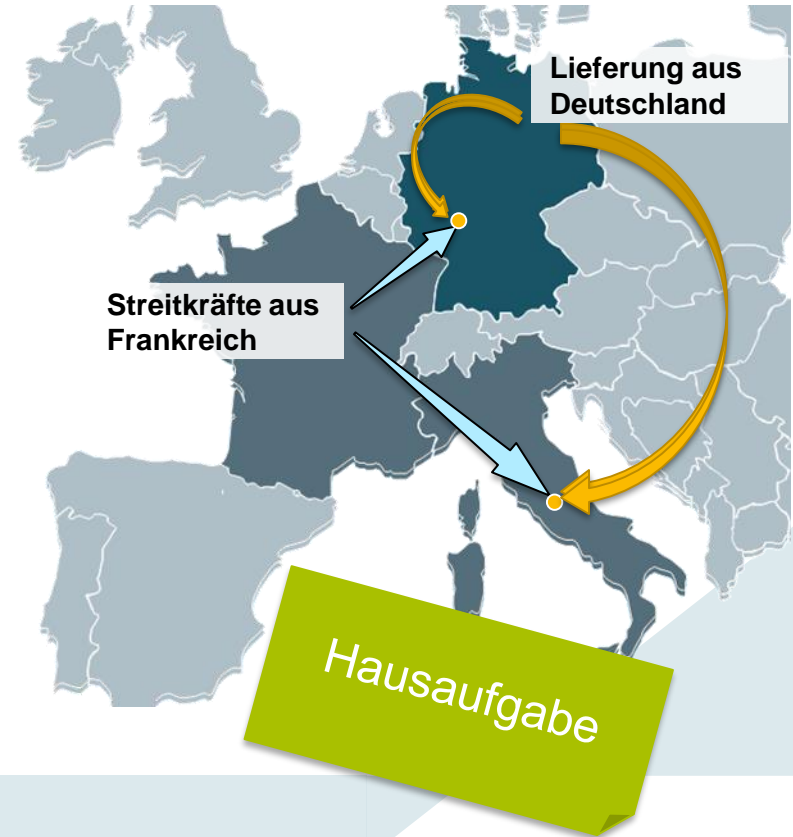 Lieferung aus
Deutschland
Streitkräfte aus
Frankreich
Hausaufgabe